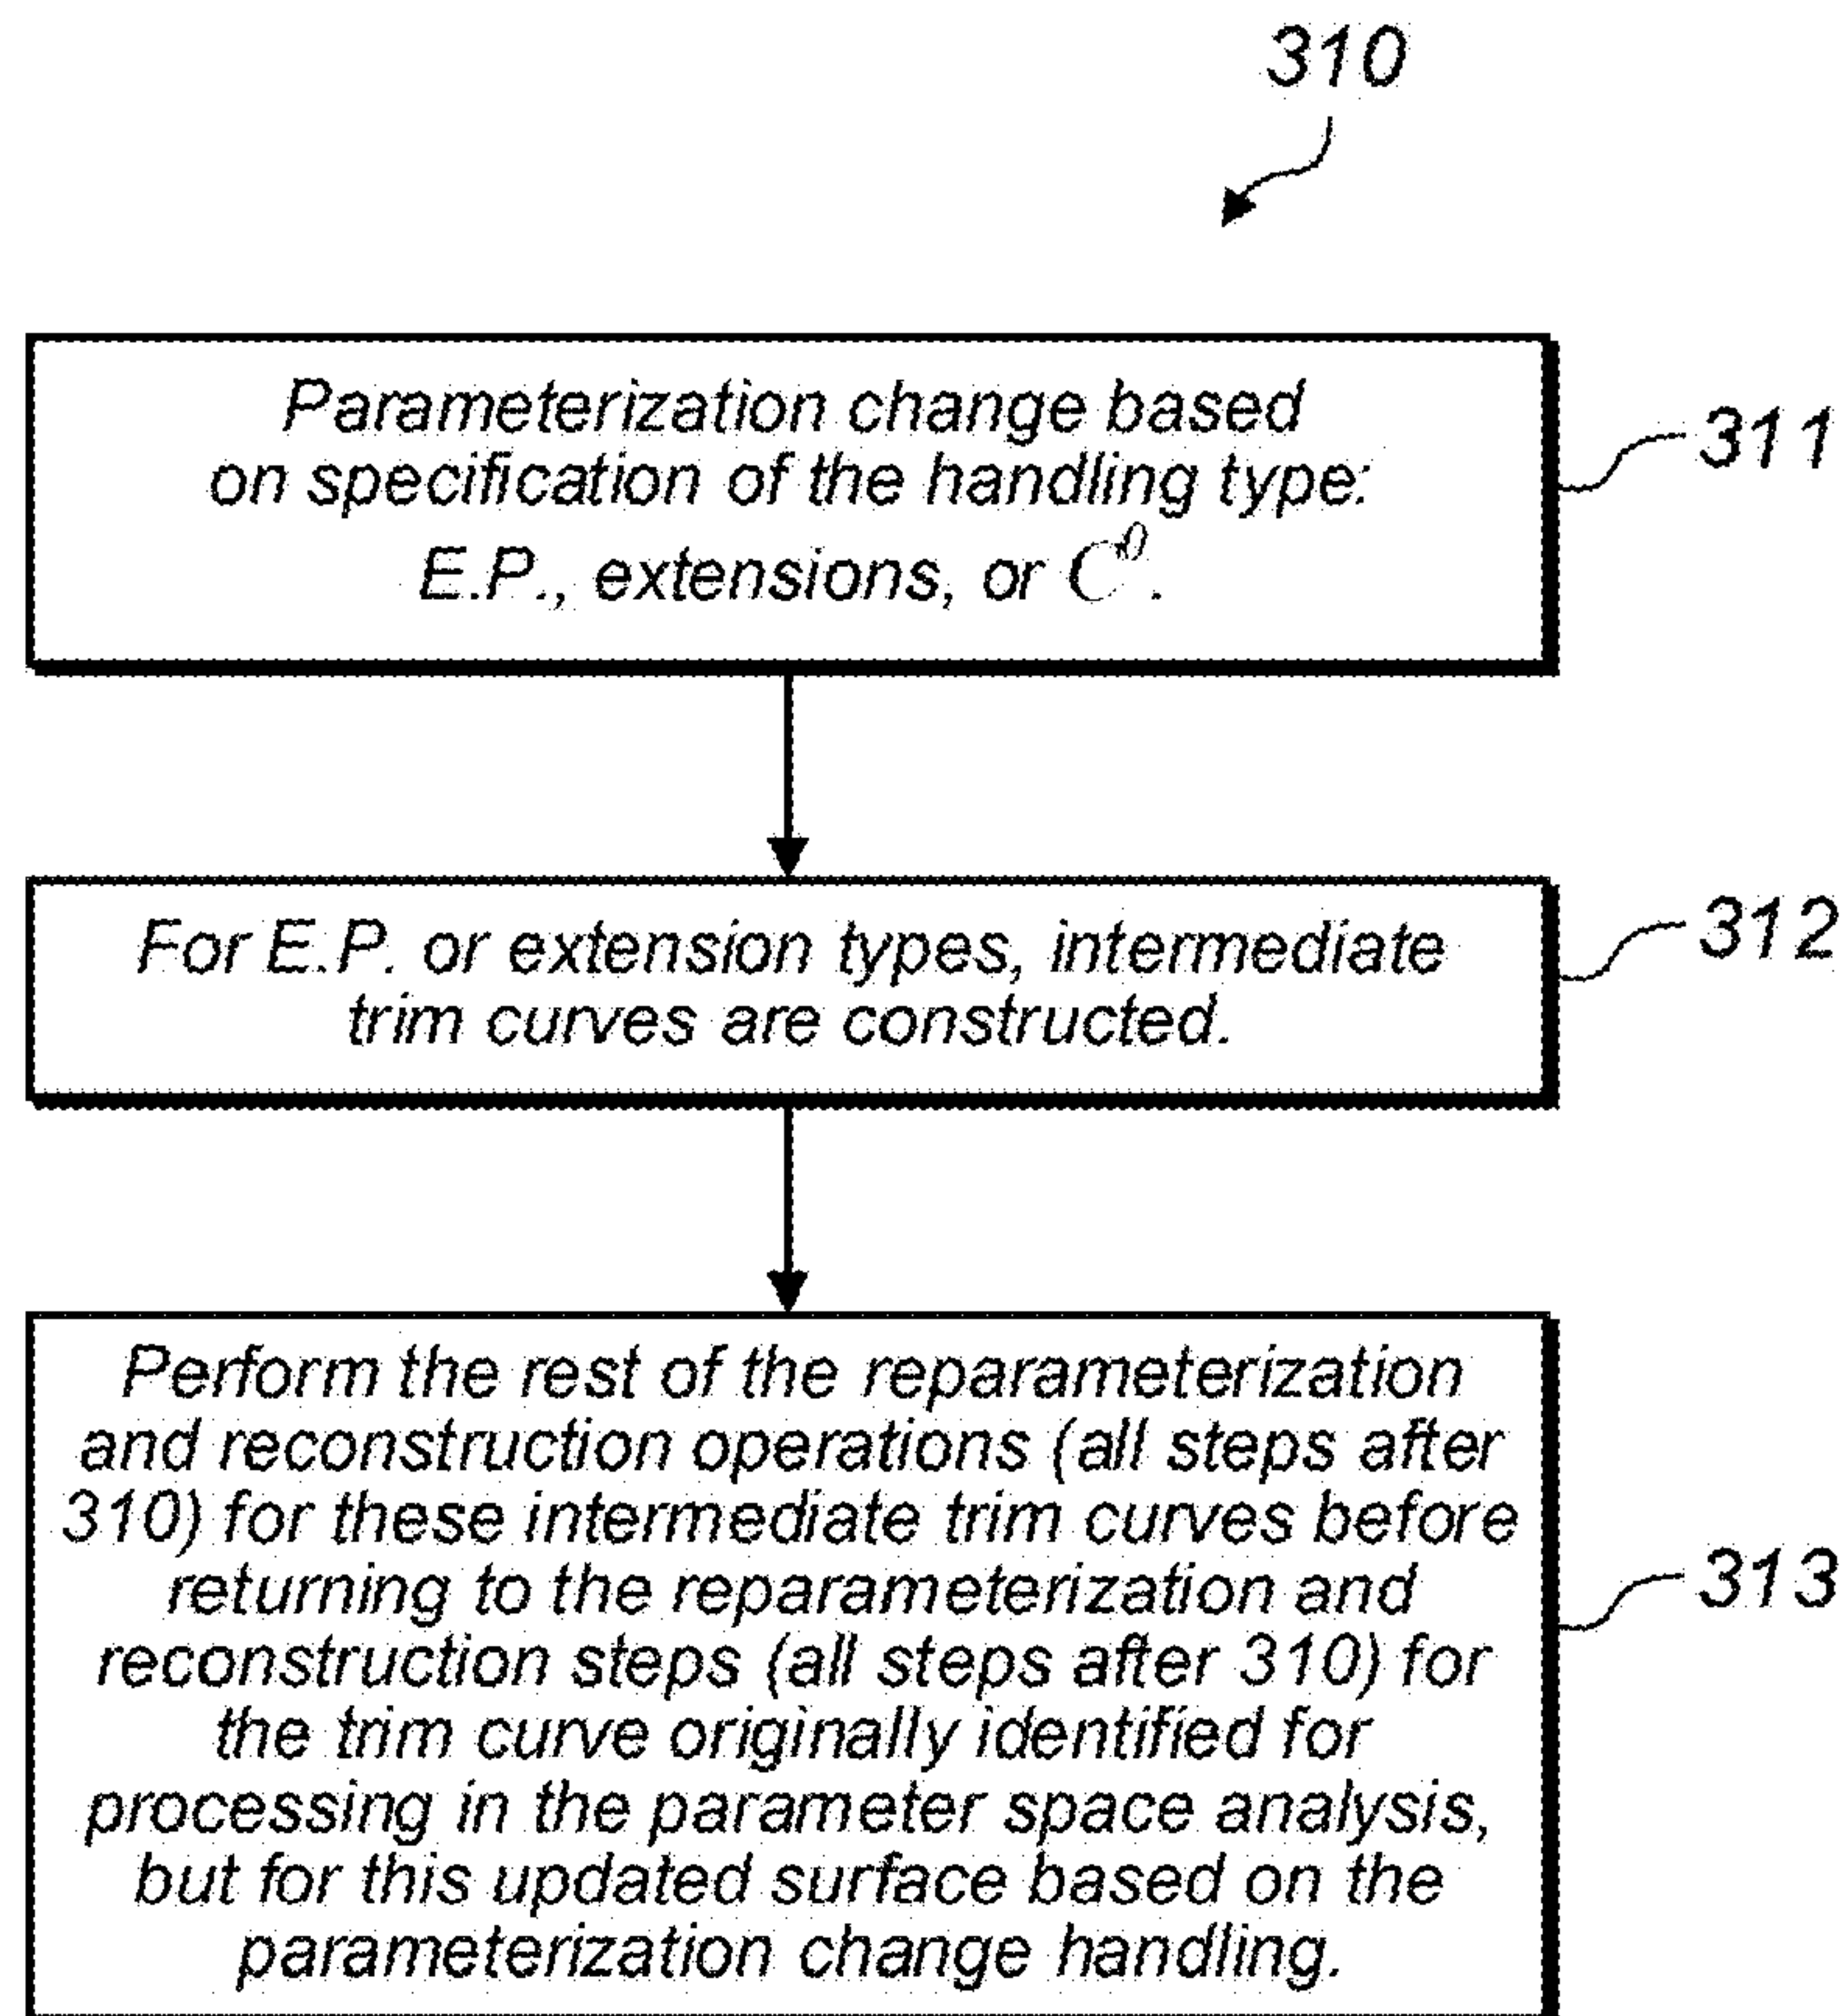 310
Parameterization change based
on specification of the handling type:
E.P., extensions, or C⁰.
311
For E.P. or extension types, intermediate
trim curves are constructed.
312
Perform the rest of the reparameterization
and reconstruction operations (all steps after
310) for these intermediate trim curves before
returning to the reparameterization and
reconstruction steps (all steps after 310) for
the trim curve originally identified for
processing in the parameter space analysis,
but for this updated surface based on the
parameterization change handling.
313